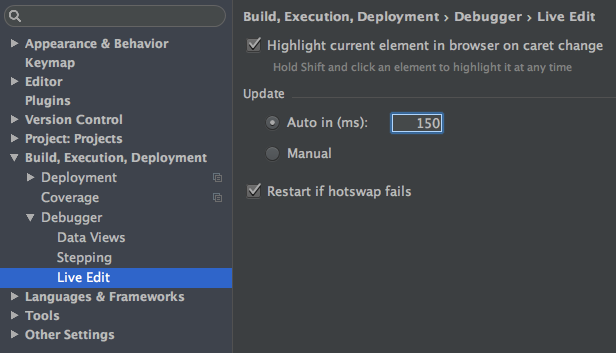 Appearance & Behavior
Keymap
Editor
Plugins
Version Control
Project: Projects
Build, Execution, Deployment
Deployment
Coverage
Debugger
Data Views
Stepping
Live Edit
Languages & Frameworks
Tools
Other Settings
Build, Execution, Deployment › Debugger › Live Edit
Highlight current element in browser on caret change
Hold Shift and click an element to highlight it at any time
Update
Auto in (ms): 150
Manual
Restart if hotswap fails